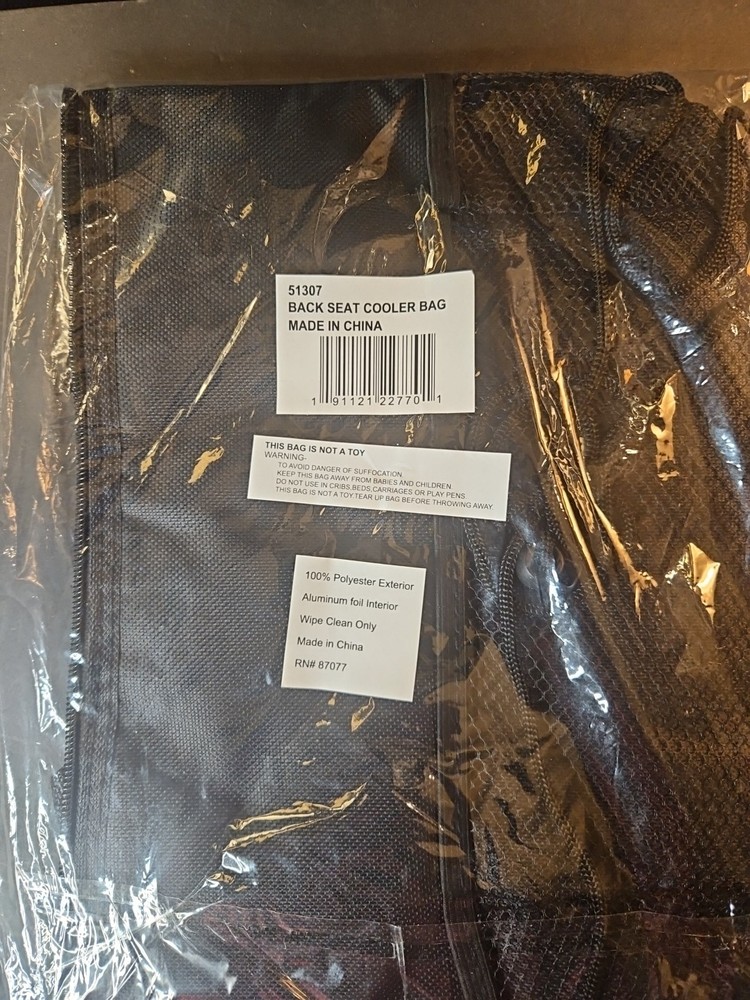 51307
BACK SEAT COOLER BAG
MADE IN CHINA
1 91121 22770 1
THIS BAG IS NOT A TOY
WARNING-
TO AVOID DANGER OF SUFFOCATION
KEEP THIS BAG AWAY FROM BABIES AND CHILDREN
DO NOT USE IN CRIBS,BEDS,CARRIAGES OR PLAY PENS.
THIS BAG IS NOT A TOY.TEAR UP BAG BEFORE THROWING AWAY
100% Polyester Exterior
Aluminum foil Interior
Wipe Clean Only
Made in China
RN# 87077